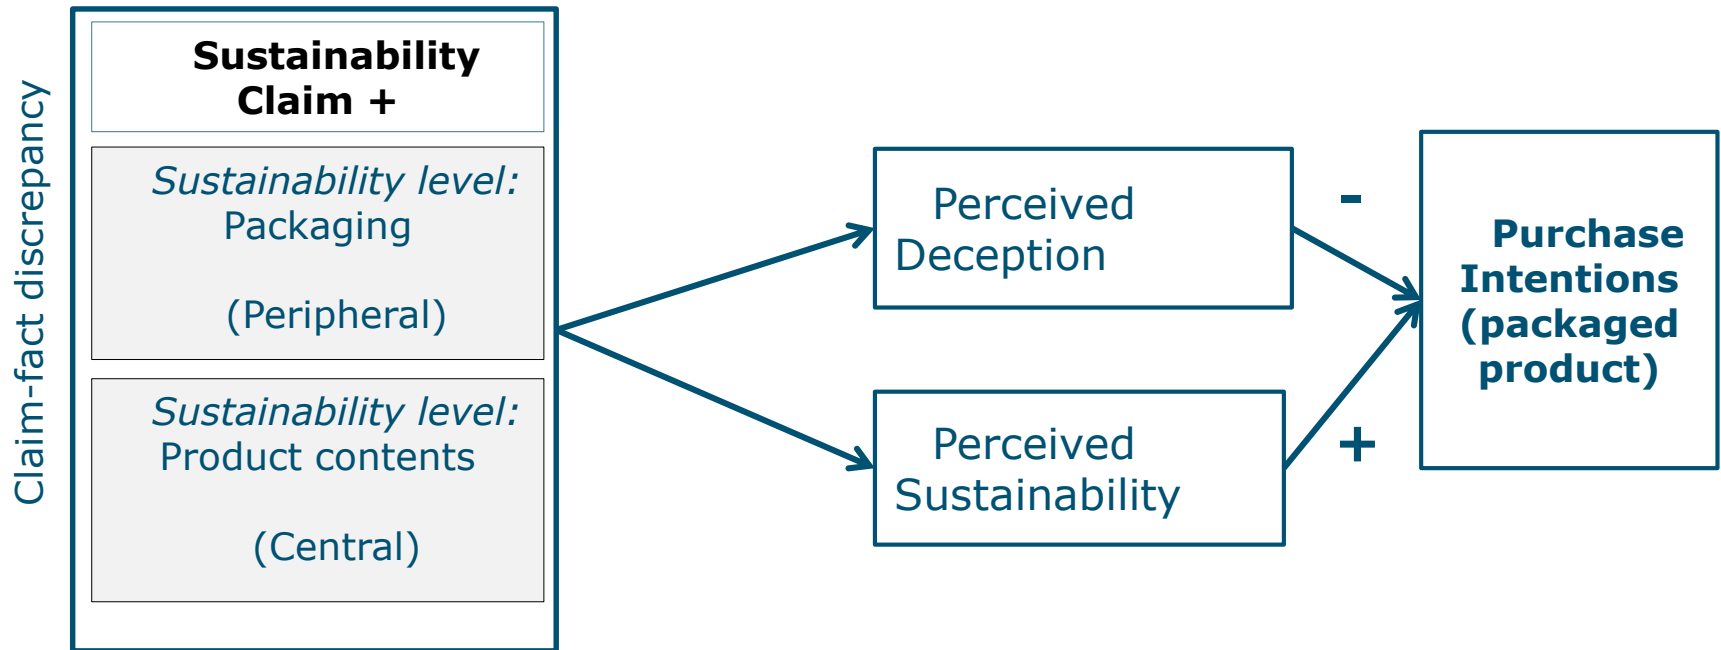 Claim-fact discrepancy
Sustainability
Claim +
Sustainability level:
Packaging
(Peripheral)
Sustainability level:
Product contents
(Central)
Perceived
Deception
Perceived
Sustainability
-
+
Purchase
Intentions
(packaged
product)